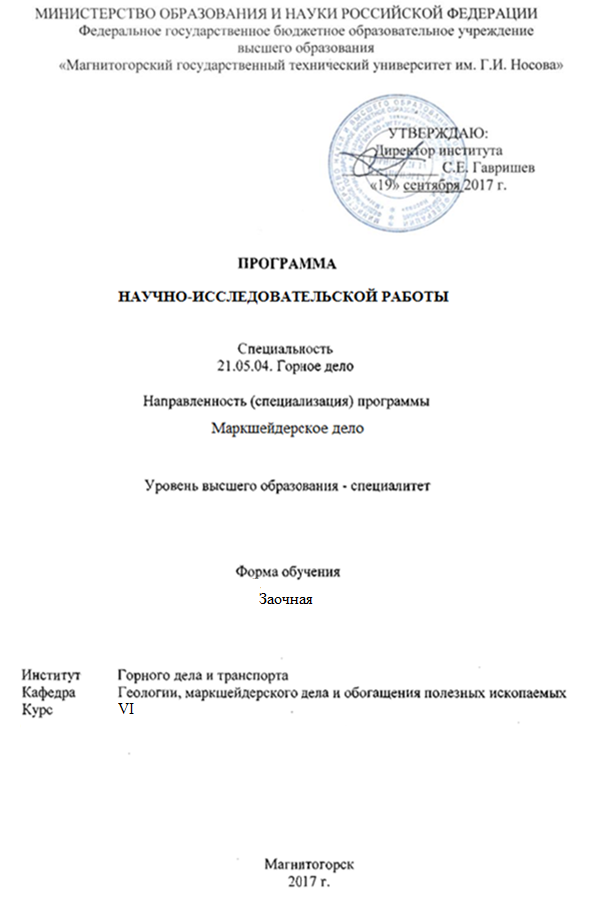 МИНИСТЕРСТВО ОБРАЗОВАНИЯ И НАУКИ РОССИЙСКОЙ ФЕДЕРАЦИИ
Федеральное государственное бюджетное образовательное учреждение
высшего образования
«Магнитогорский государственный технический университет им. Г.И. Носова»
УТВЕРЖДАЮ:
Директор института
С.Е. Гавришев
«19» сентября 2017 г.
ПРОГРАММА
НАУЧНО-ИССЛЕДОВАТЕЛЬСКОЙ РАБОТЫ
Специальность
21.05.04. Горное дело
Направленность (специализация) программы
Маркшейдерское дело
Уровень высшего образования - специалитет
Форма обучения
Заочная
Институт Горного дела и транспорта
Кафедра Геологии, маркшейдерского дела и обогащения полезных ископаемых
Курс VI
Магнитогорск
2017 г.